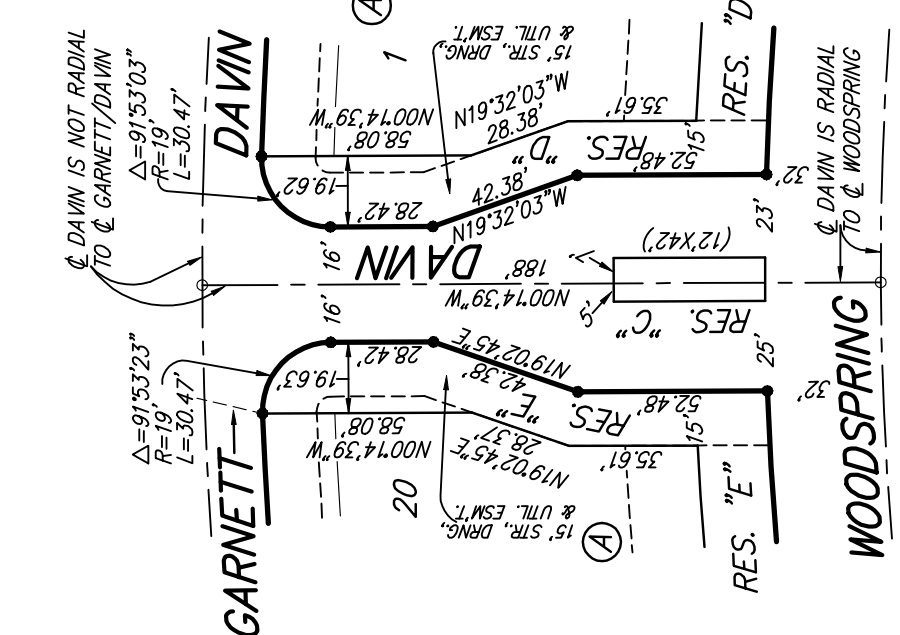 ℄ DAVIN IS NOT RADIAL
TO ℄ GARNETT/DAVIN
△=91°53'03"
R=19'
L=30.47'
DAVIN
A
1
15' STR., DRNG.,
& UTIL ESM'T.
N00°14'39"W
58.08'
N19°32'03"W
28.38'
35.61'
RES. "D"
15'
RES. "D"
52.48'
19.62'
28.42'
42.38'
N19°32'03"W
32'
23'
℄ DAVIN IS RADIAL
TO ℄ WOODSPRING
16'
DAVIN
188'
N00°14'39"W
7'
(12'X42')
5'
RES. "C"
16'
25'
WOODSPRING
△=91°53'23"
R=19'
L=30.47'
19.63'
28.42'
N19°02'45"E
42.38'
52.48'
32'
RES. "E"
58.08'
N00°14'39"W
28.37'
N19°02'45"E
35.61'
15'
RES. "E"
GARNETT
20
15' STR., DRNG.,
& UTIL ESM'T.
A